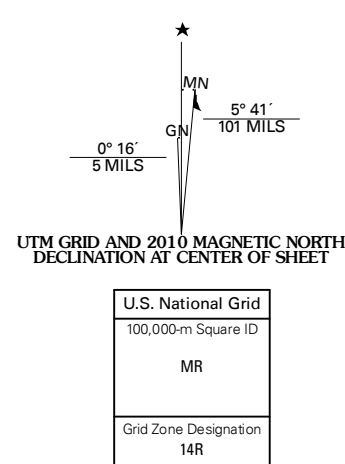 MN
5° 41´
101 MILS
GN
0° 16´
5 MILS
UTM GRID AND 2010 MAGNETIC NORTH
DECLINATION AT CENTER OF SHEET
U.S. National Grid
100,000-m Square ID
MR
Grid Zone Designation
14R